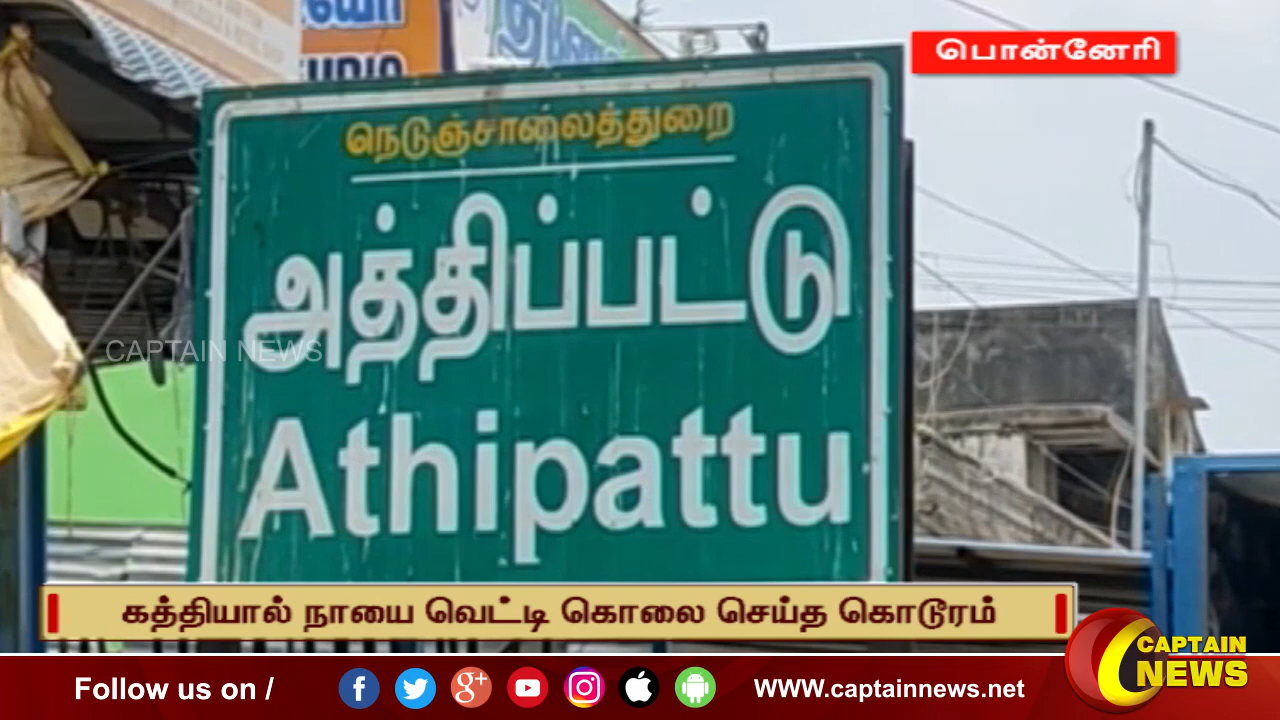 பொன்னேரி
நெடுஞ்சாலைத்துறை
அத்திப்பட்டு
CAPTAIN NEWS
Athipattu
கத்தியால் நாயை வெட்டி கொலை செய்த கொடூரம்
CAPTAIN
NEWS
Follow us on / WWW.captainnews.net